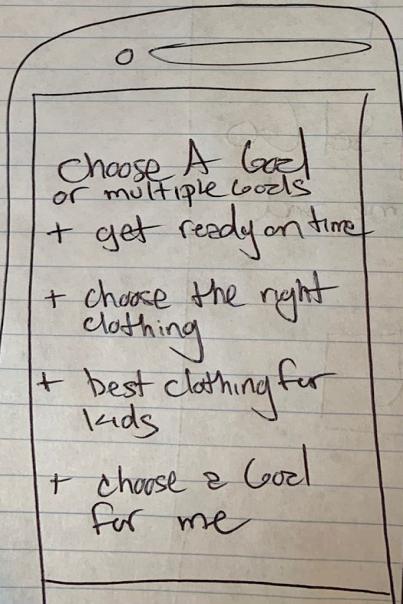 Choose A Goal
or multiple Goals
+ get ready on time
+ choose the right
clothing
+ best clothing for
kids
+ choose a Goal
for me